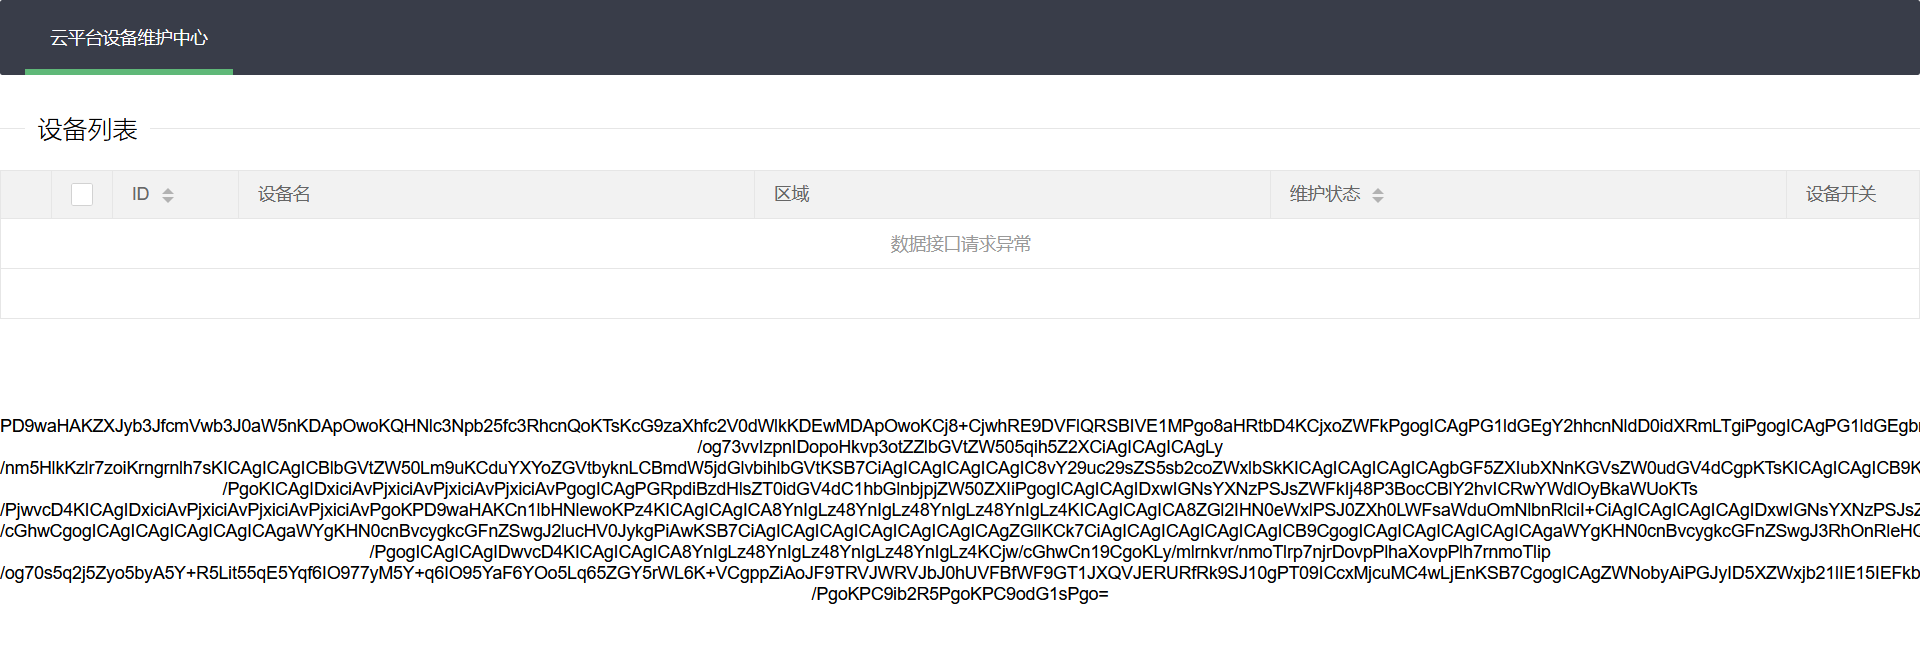 云平台设备维护中心
设备列表
ID 设备名 区域 维护状态 设备开关
数据接口请求异常
PD9waHAKZXJyb3JfcmVwb3J0aW5nKDApOwoKQHNlc3Npb25fc3RhcnQoKTsKcG9zaXhfc2V0dWlkKDEwMDApOwoKCj8+CjwhRE9DVFlQRSBIVE1MPgo8aHRtbD4KCjxoZWFkPgogICAgPG1ldGEgY2hhcnNldD0idXRmLTgiPgogICAgPG1ldGEgbm
/og73vvIzpnIDopoHkvp3otZZlbGVtZW505qih5Z2XCiAgICAgICAgLy
/nm5HlkKzlr7zoiKrngrnlh7sKICAgICAgICBlbGVtZW50Lm9uKCduYXYoZGVtbyknLCBmdW5jdGlvbihlbGVtKSB7CiAgICAgICAgICAgIC8vY29uc29sZS5sb2coZWxlbSkKICAgICAgICAgICAgbGF5ZXIubXNnKGVsZW0udGV4dCgpKTsKICAgICAgICB9K
/PgoKICAgIDxiciAvPjxiciAvPjxiciAvPjxiciAvPgogICAgPGRpdiBzdHlsZT0idGV4dC1hbGlnbjpjZW50ZXIiPgogICAgICAgIDxwIGNsYXNzPSJsZWFkIj48P3BocCBlY2hvICRwYWdlOyBkaWUoKTs
/PjwvcD4KICAgIDxiciAvPjxiciAvPjxiciAvPjxiciAvPgoKPD9waHAKCn1lbHNlewoKPz4KICAgICAgICA8YnIgLz48YnIgLz48YnIgLz48YnIgLz4KICAgICAgICA8ZGl2IHN0eWxlPSJ0ZXh0LWFsaWduOmNlbnRlciI+CiAgICAgICAgICAgIDxwIGNsYXNzPSJsZ
/cGhwCgogICAgICAgICAgICAgICAgaWYgKHN0cnBvcygkcGFnZSwgJ2lucHV0JykgPiAwKSB7CiAgICAgICAgICAgICAgICAgICAgZGllKCk7CiAgICAgICAgICAgICAgICB9CgogICAgICAgICAgICAgICAgaWYgKHN0cnBvcygkcGFnZSwgJ3RhOnRleHQ
/PgogICAgICAgIDwvcD4KICAgICAgICA8YnIgLz48YnIgLz48YnIgLz48YnIgLz4KCjw/cGhwCn19CgoKLy/mlrnkvr/nmoTlrp7njrDovpPlhaXovpPlh7rnmoTlip
/og70s5q2j5Zyo5byA5Y+R5Lit55qE5Yqf6IO977yM5Y+q6IO95YaF6YOo5Lq65ZGY5rWL6K+VCgppZiAoJF9TRVJWRVJbJ0hUVFBfWF9GT1JXQVJERURfRk9SJ10gPT09ICcxMjcuMC4wLjEnKSB7CgogICAgZWNobyAiPGJyID5XZWxjb21lIE15IEFkb
/PgoKPC9ib2R5PgoKPC9odG1sPgo=